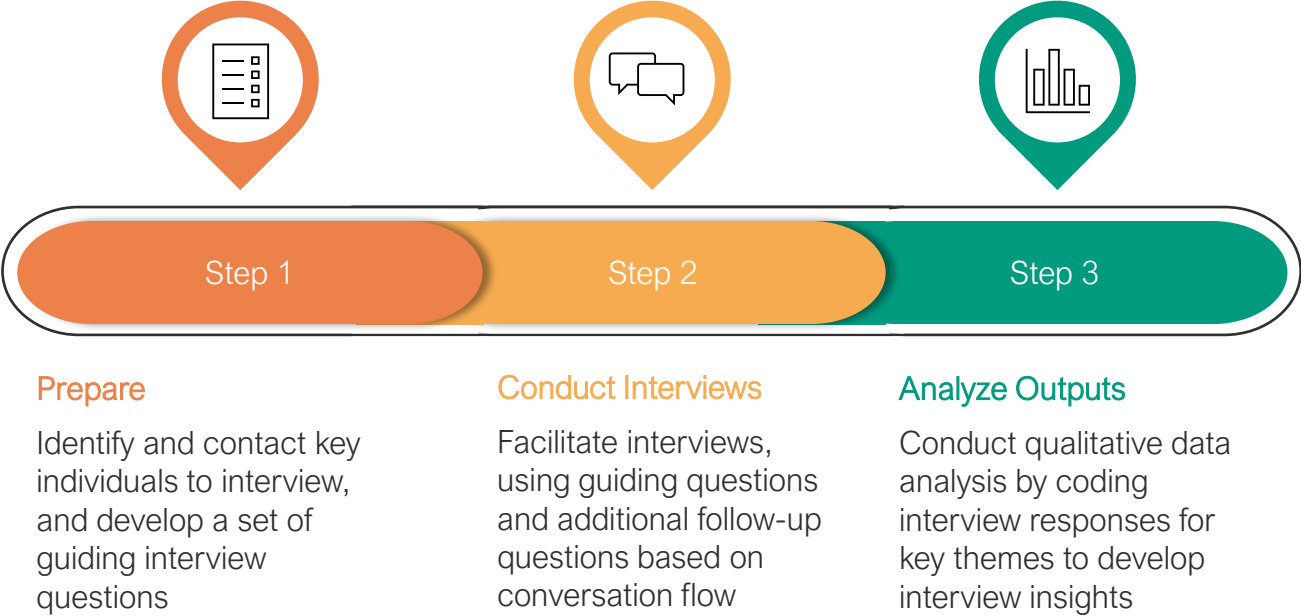 Step 1
Step 2
Step 3
Prepare
Identify and contact key
individuals to interview,
and develop a set of
guiding interview
questions
Conduct Interviews
Facilitate interviews,
using guiding questions
and additional follow-up
questions based on
conversation flow
Analyze Outputs
Conduct qualitative data
analysis by coding
interview responses for
key themes to develop
interview insights